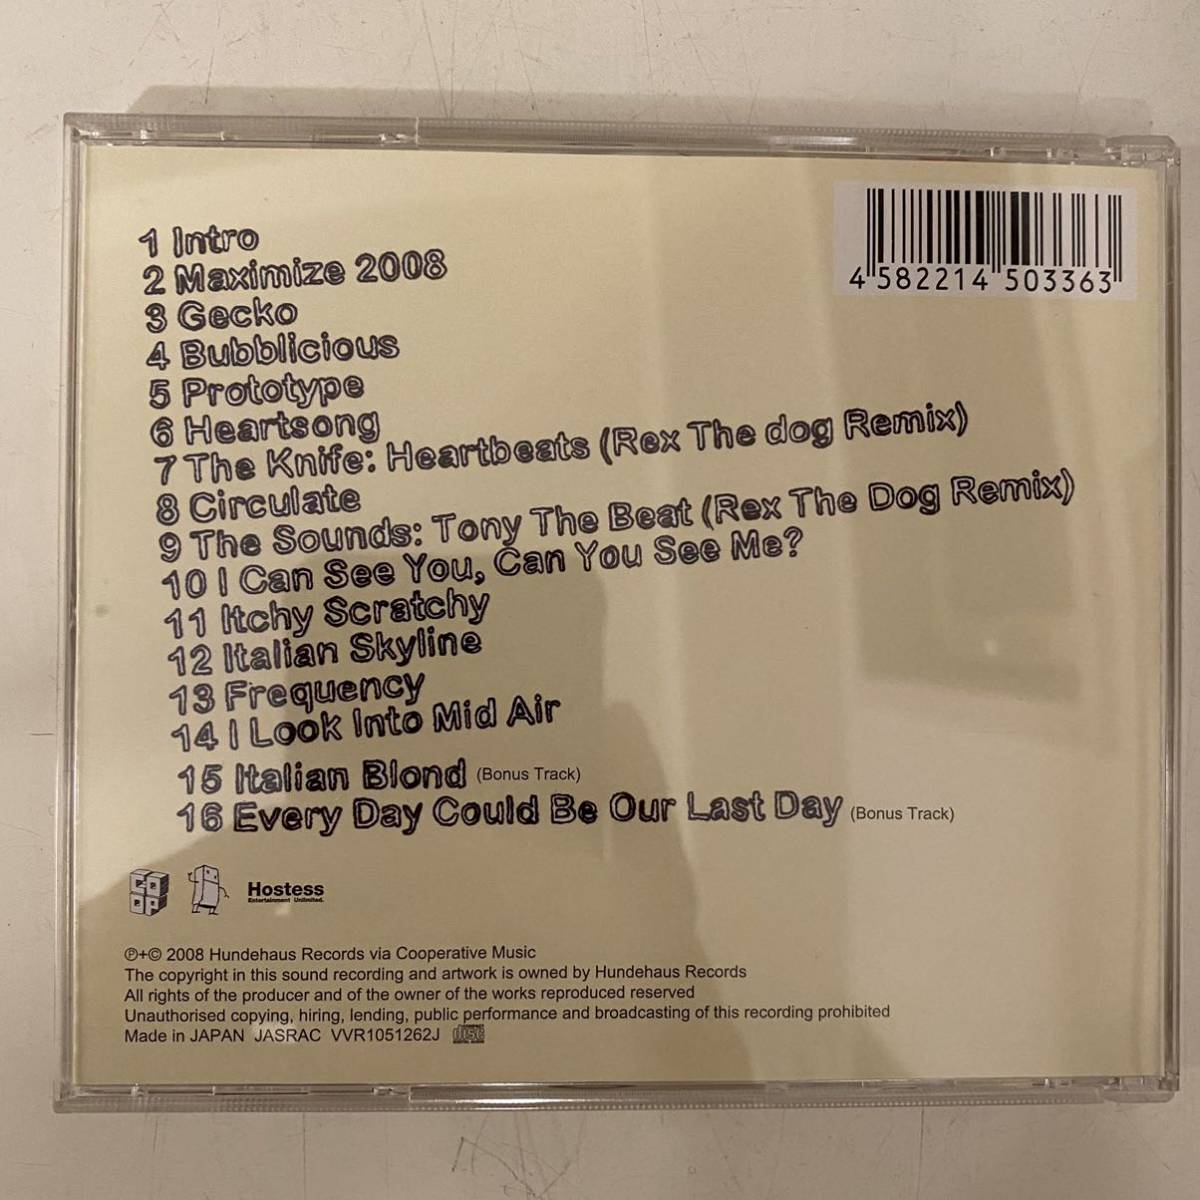 4 582214 503363
1 Intro
2 Maximize 2008
3 Gecko
4 Bubblicious
5 Prototype
6 Heartsong
7 The Knife: Heartbeats (Rex The dog Remix)
8 Circulate
9 The Sounds: Tony The Beat (Rex The Dog Remix)
10 I Can See You, Can You See Me?
11 Itchy Scratchy
12 Italian Skyline
13 Frequency
14 I Look Into Mid Air
15 Italian Blond (Bonus Track)
16 Every Day Could Be Our Last Day (Bonus Track)
CO OP
Hostess
Entertainment Unlimited.
℗+© 2008 Hundehaus Records via Cooperative Music
The copyright in this sound recording and artwork is owned by Hundehaus Records
All rights of the producer and of the owner of the works reproduced reserved
Unauthorised copying, hiring, lending, public performance and broadcasting of this recording prohibited
Made in JAPAN JASRAC VVR1051262J disc